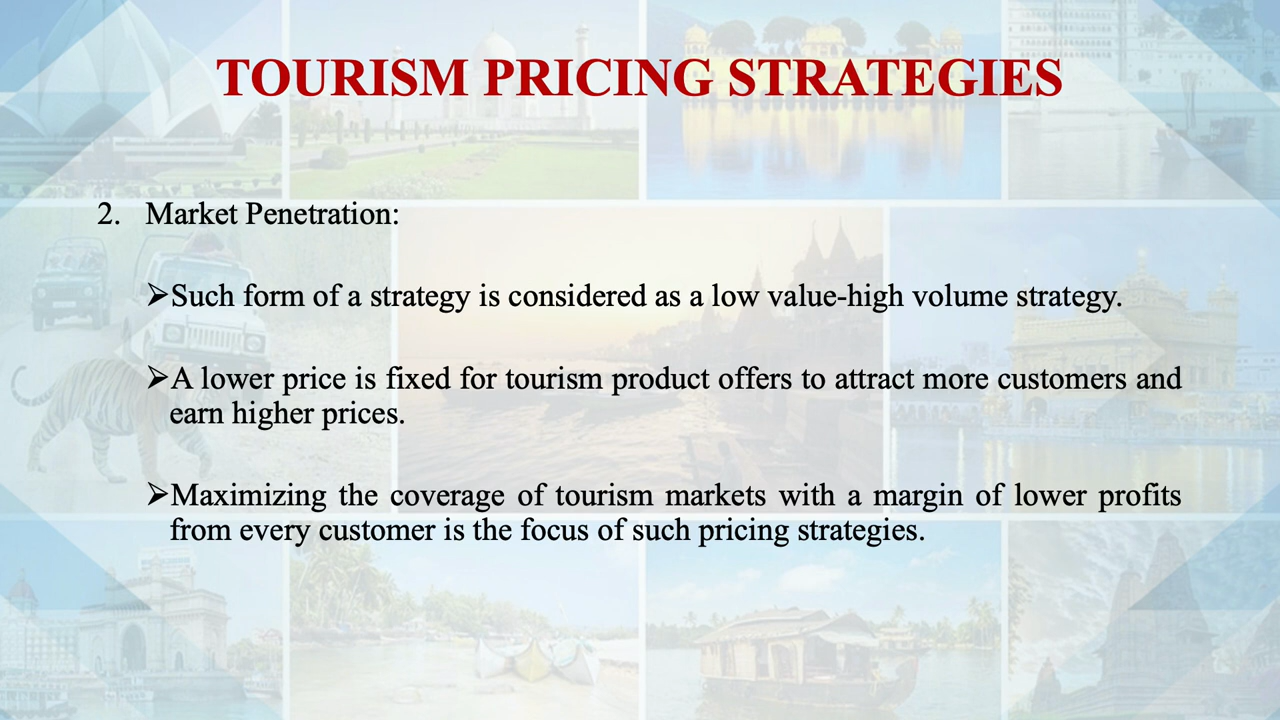 TOURISM PRICING STRATEGIES
2. Market Penetration:
➢Such form of a strategy is considered as a low value-high volume strategy.
➢A lower price is fixed for tourism product offers to attract more customers and
earn higher prices.
➢Maximizing the coverage of tourism markets with a margin of lower profits
from every customer is the focus of such pricing strategies.